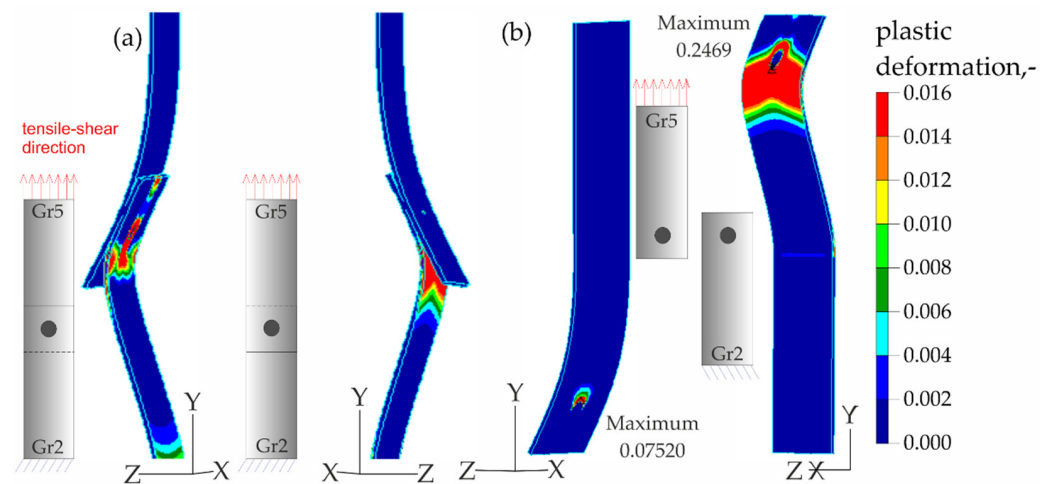 (a)
tensile-shear
direction
Gr5
Gr2
Gr5
Gr2
Y
Z
X
Y
X
Z
(b)
Maximum
0.2469
Gr5
Gr2
Maximum
0.07520
Y
Z
X
Y
Z
X
plastic
deformation,-
0.016
0.014
0.012
0.010
0.008
0.006
0.004
0.002
0.000